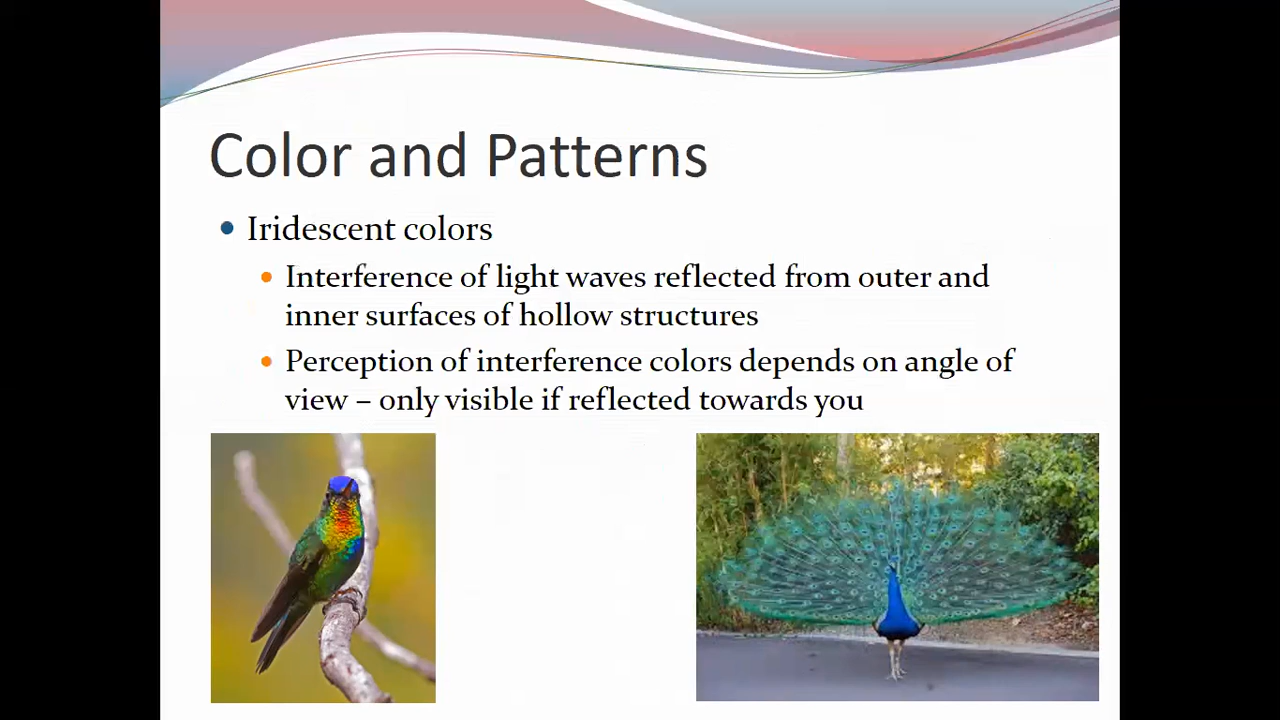 Color and Patterns
Iridescent colors
Interference of light waves reflected from outer and
inner surfaces of hollow structures
Perception of interference colors depends on angle of
view – only visible if reflected towards you